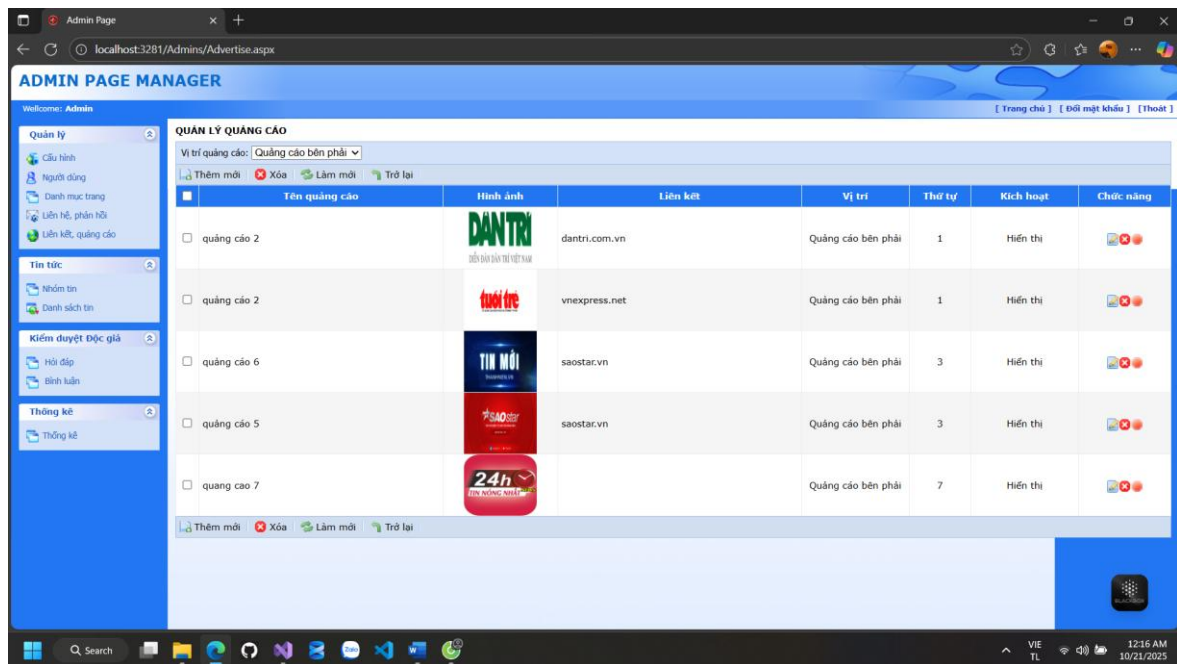 Admin Page
localhost:3281/Admins/Advertise.aspx
ADMIN PAGE MANAGER
Wellcome: Admin
[ Trang chủ ] [ Đổi mật khẩu ] [Thoát ]
Quản lý
Cấu hình
Người dùng
Danh mục trang
Liên hệ, phản hồi
Liên kết, quảng cáo
Tin tức
Nhóm tin
Danh sách tin
Kiểm duyệt Độc giả
Hỏi đáp
Bình luận
Thống kê
Thống kê
QUẢN LÝ QUẢNG CÁO
Vị trí quảng cáo: Quảng cáo bên phải
Thêm mới Xóa Làm mới Trở lại
Tên quảng cáo Hình ảnh Liên kết Vị trí Thứ tự Kích hoạt Chức năng
quảng cáo 2 DÂN TRÍ dantri.com.vn Quảng cáo bên phải 1 Hiển thị
DIỄN ĐÀN DÂN TRÍ VIỆT NAM
quảng cáo 2 tuổi trẻ vnexpress.net Quảng cáo bên phải 1 Hiển thị
quảng cáo 6 TIN MỚI saostar.vn Quảng cáo bên phải 3 Hiển thị
quảng cáo 5 SAOstar saostar.vn Quảng cáo bên phải 3 Hiển thị
quang cao 7 24h Quảng cáo bên phải 7 Hiển thị
TIN NÓNG NHẤT
Thêm mới Xóa Làm mới Trở lại
BLACKBOX
Search
Zalo
VIE
TL
12:16 AM
10/21/2025